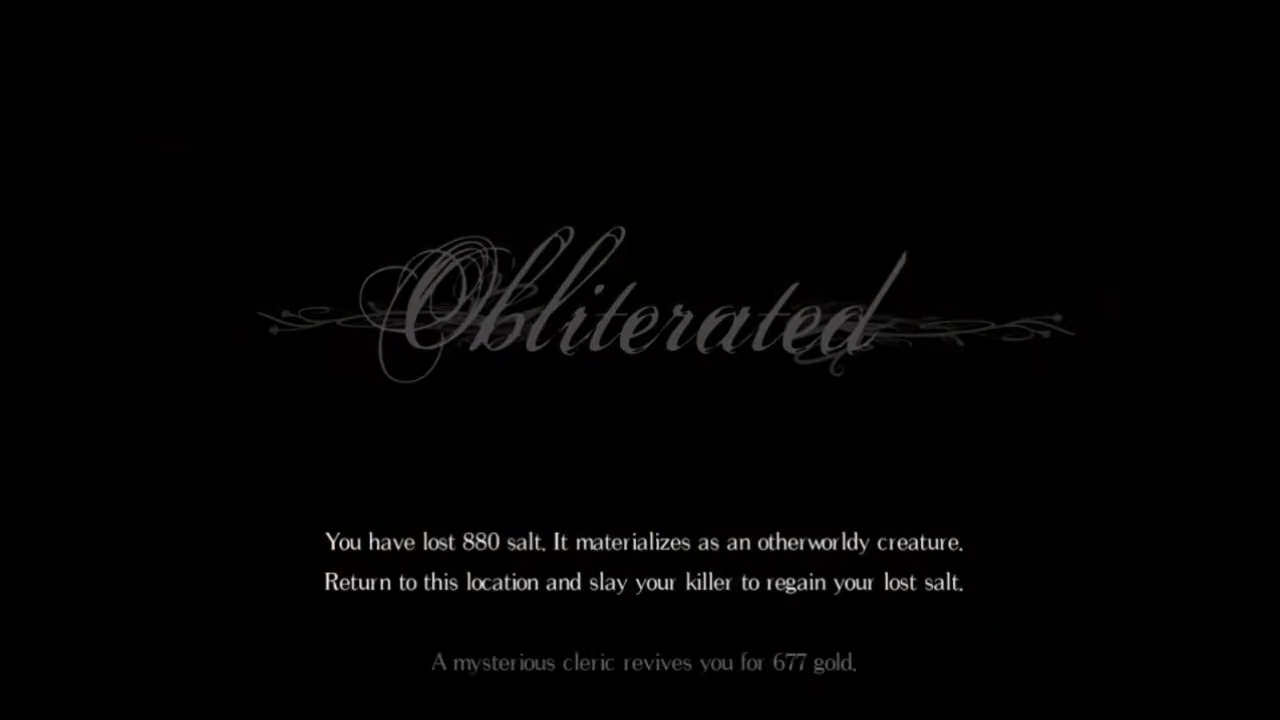 Obliterated
You have lost 880 salt. It materializes as an otherworldly creature.
Return to this location and slay your killer to regain your lost salt.
A mysterious cleric revives you for 677 gold.